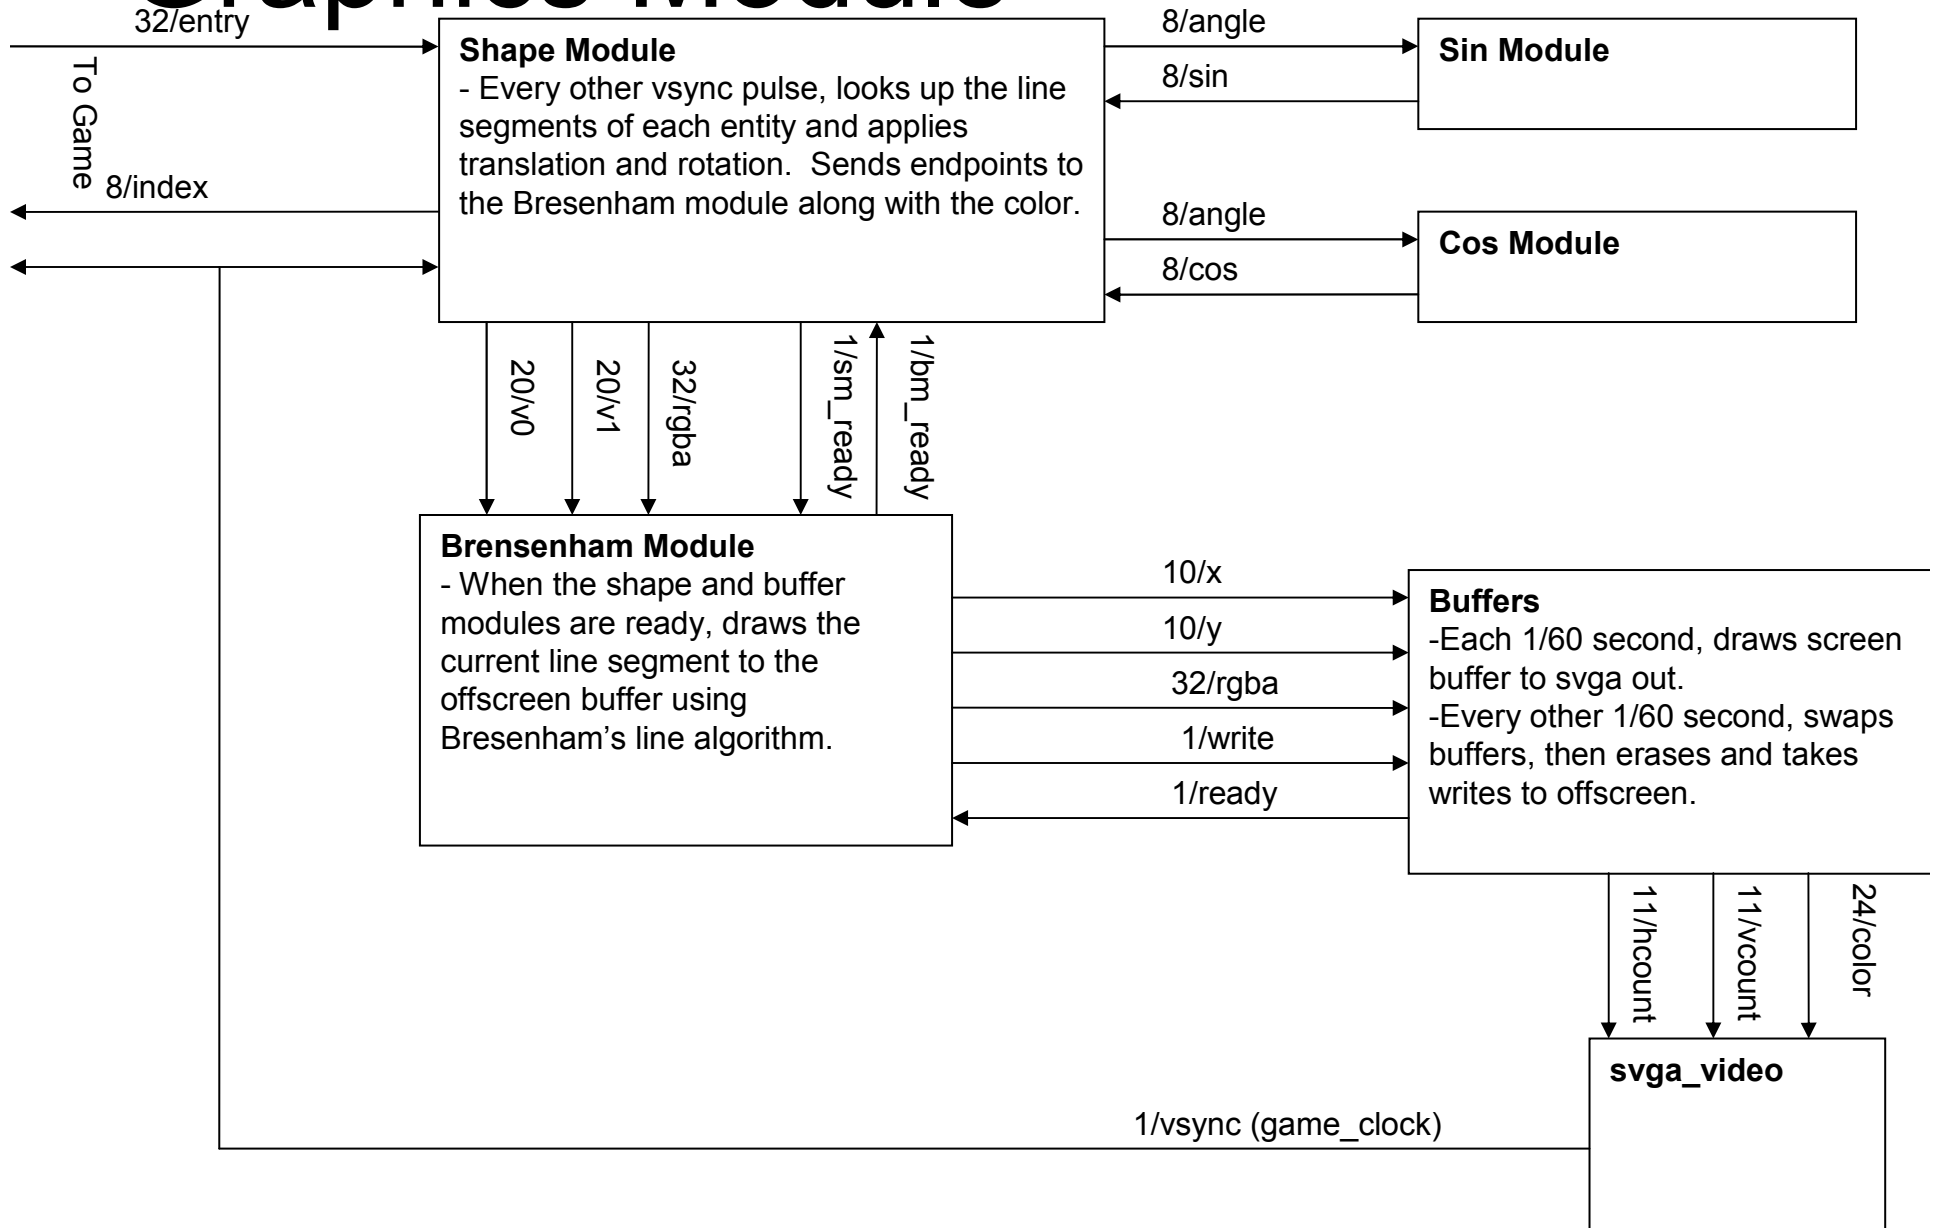 Graphics Module
32/entry
To Game
8/index
Shape Module
- Every other vsync pulse, looks up the line
segments of each entity and applies
translation and rotation.  Sends endpoints to
the Bresenham module along with the color.
8/angle
8/sin
Sin Module
8/angle
8/cos
Cos Module
20/v0
20/v1
32/rgba
1/sm_ready
1/bm_ready
Brensenham Module
- When the shape and buffer
modules are ready, draws the
current line segment to the
offscreen buffer using
Bresenham’s line algorithm.
10/x
10/y
32/rgba
1/write
1/ready
Buffers
-Each 1/60 second, draws screen
buffer to svga out.
-Every other 1/60 second, swaps
buffers, then erases and takes
writes to offscreen.
11/hcount
11/vcount
24/color
svga_video
1/vsync (game_clock)